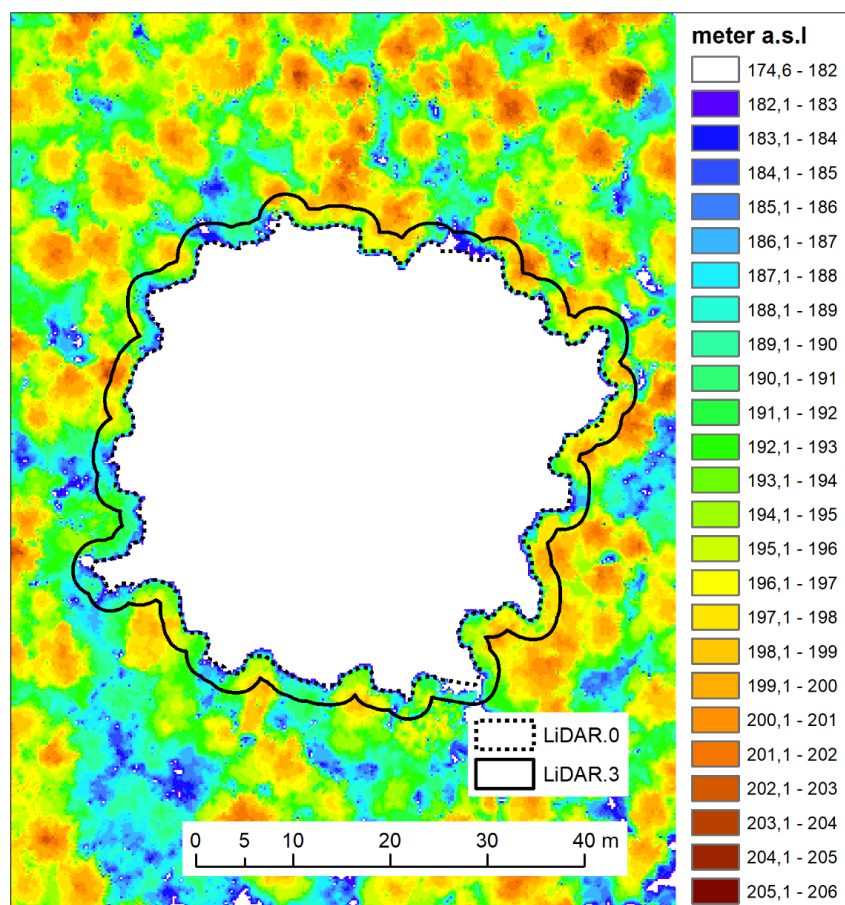 meter a.s.l
174,6 - 182
182,1 - 183
183,1 - 184
184,1 - 185
185,1 - 186
186,1 - 187
187,1 - 188
188,1 - 189
189,1 - 190
190,1 - 191
191,1 - 192
192,1 - 193
193,1 - 194
194,1 - 195
195,1 - 196
196,1 - 197
197,1 - 198
198,1 - 199
199,1 - 200
200,1 - 201
201,1 - 202
202,1 - 203
203,1 - 204
204,1 - 205
205,1 - 206
LiDAR.0
LiDAR.3
0 5 10 20 30 40 m